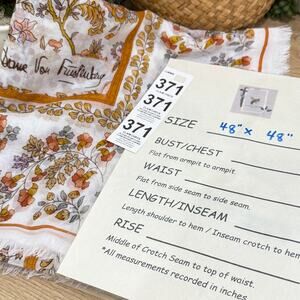 Von Furstenberg
371
371
371
SIZE 48" x 48"
BUST/CHEST
Flat from armpit to armpit.
WAIST
Flat from side seam to side seam.
LENGTH/INSEAM
Length shoulder to hem / Inseam crotch to hem
RISE
Middle of Crotch Seam to top of waist.
*All measurements recorded in inches.